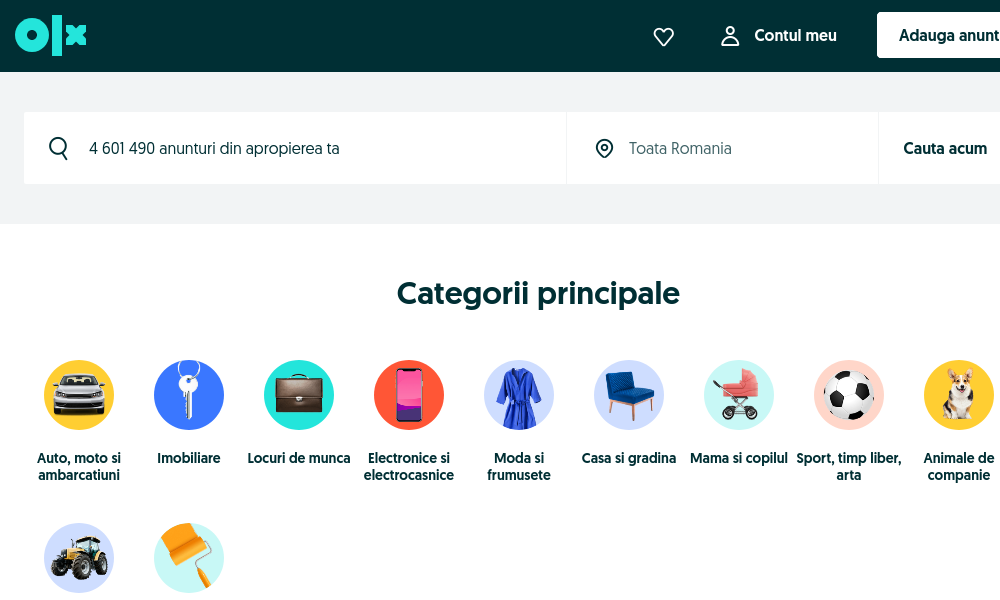 olx
Contul meu
Adauga anunt
4 601 490 anunturi din apropierea ta
Toata Romania
Cauta acum
Categorii principale
Auto, moto si
ambarcatiuni
Imobiliare
Locuri de munca
Electronice si
electrocasnice
Moda si
frumusete
Casa si gradina
Mama si copilul
Sport, timp liber,
arta
Animale de
companie